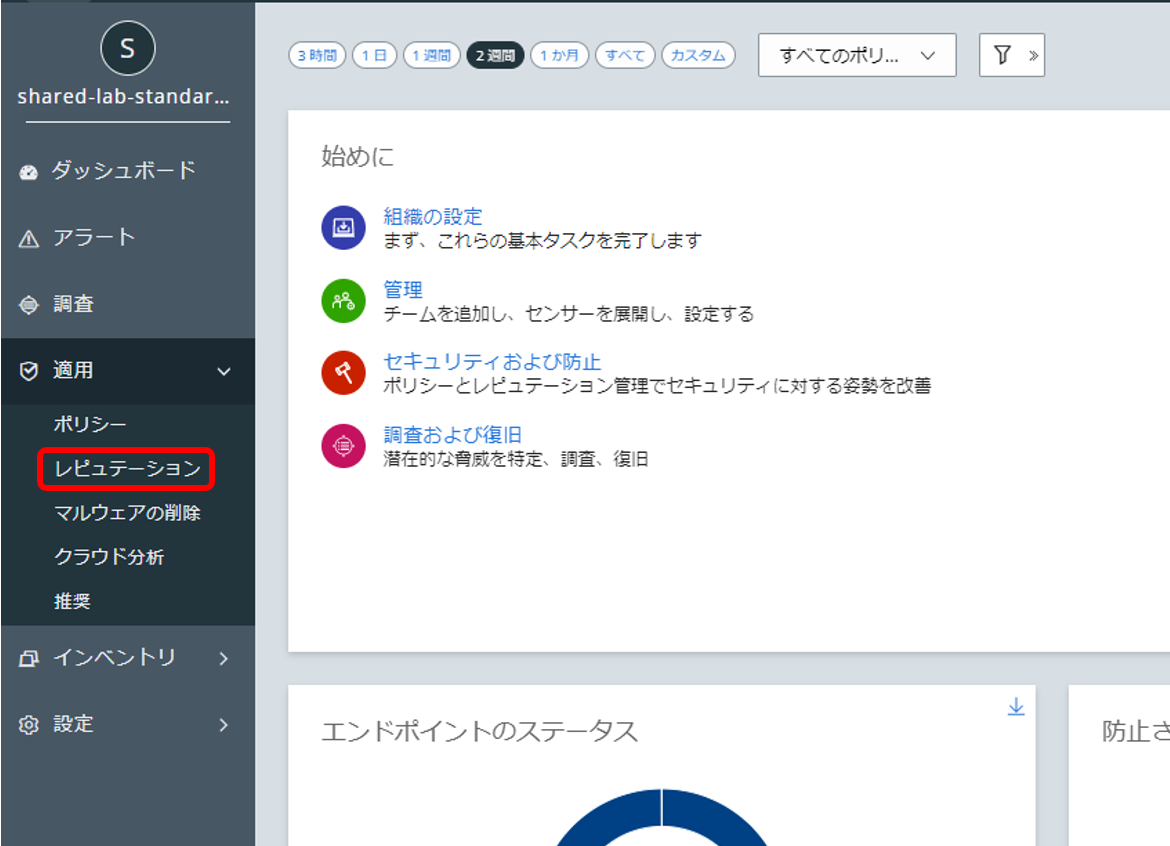 S
shared-lab-standar...
ダッシュボード
アラート
調査
適用
ポリシー
レピュテーション
マルウェアの削除
クラウド分析
推奨
インベントリ
設定
3 時間
1 日
1 週間
2 週間
1 か月
すべて
カスタム
すべてのポリ...
始めに
組織の設定
まず、これらの基本タスクを完了します
管理
チームを追加し、センサーを展開し、設定する
セキュリティおよび防止
ポリシーとレピュテーション管理でセキュリティに対する姿勢を改善
調査および復旧
潜在的な脅威を特定、調査、復旧
エンドポイントのステータス
防止さ